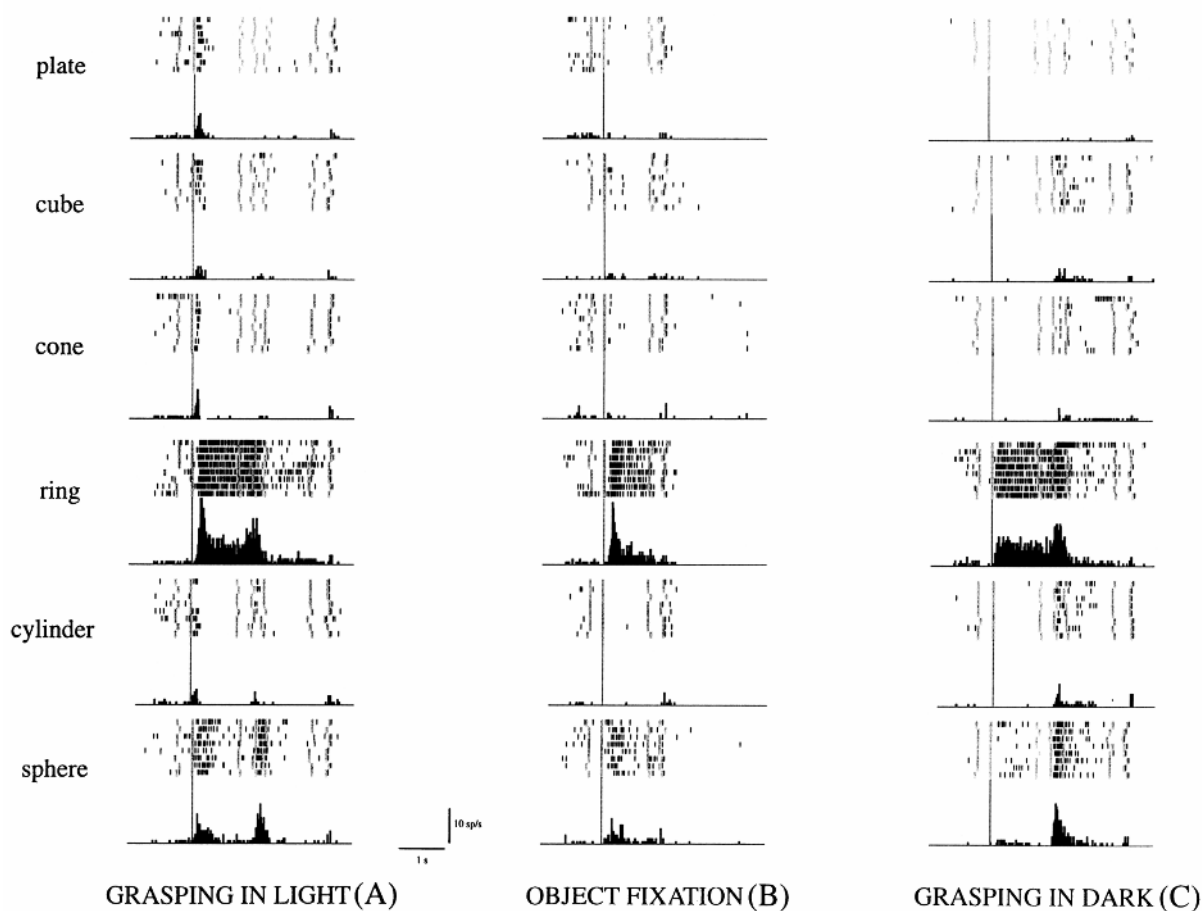 plate
cube
cone
ring
cylinder
sphere
10 sp/s
1 s
GRASPING IN LIGHT (A)
OBJECT FIXATION (B)
GRASPING IN DARK (C)